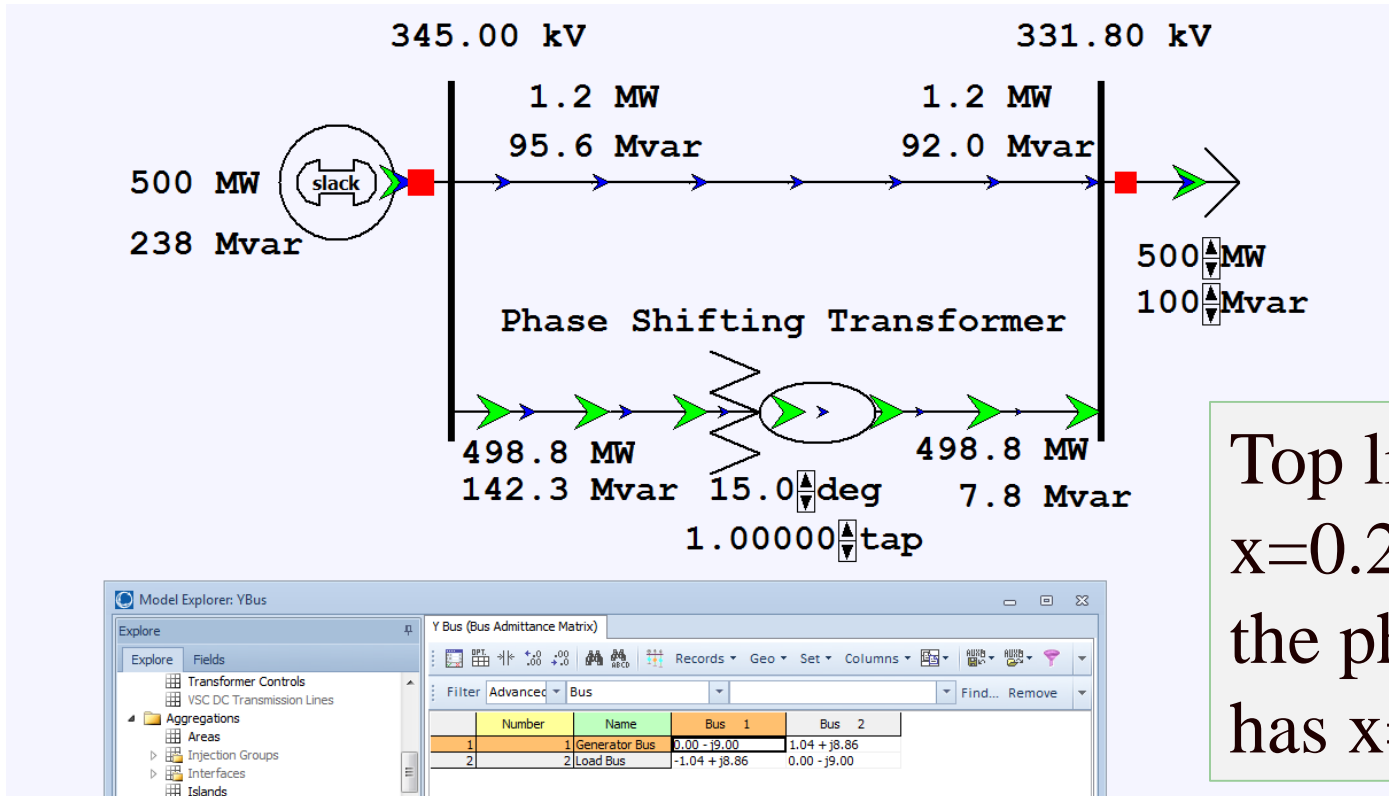 345.00 kV 331.80 kV
1.2 MW 1.2 MW
95.6 Mvar 92.0 Mvar
500 MW slack
238 Mvar
500 MW
100 Mvar
Phase Shifting Transformer
498.8 MW 498.8 MW
142.3 Mvar 15.0 deg 7.8 Mvar
1.00000 tap
Top li
x=0.2
the ph
has x=
Model Explorer: YBus
Explore
Explore Fields
Transformer Controls
VSC DC Transmission Lines
Aggregations
Areas
Injection Groups
Interfaces
Islands
Y Bus (Bus Admittance Matrix)
Records Geo Set Columns
Filter Advanced Bus Find... Remove
Number Name Bus 1 Bus 2
1 1 Generator Bus 0.00 - j9.00 1.04 + j8.86
2 2 Load Bus -1.04 + j8.86 0.00 - j9.00